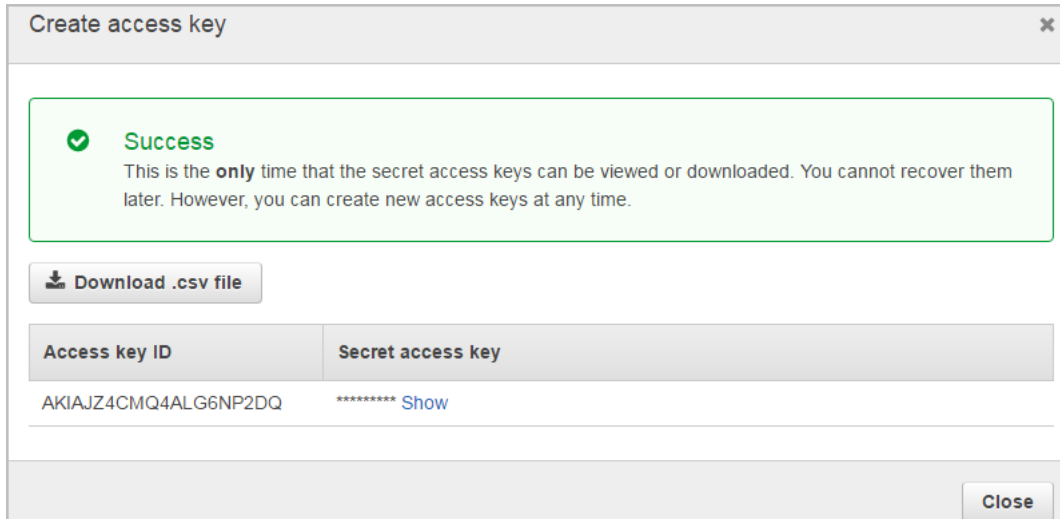 Create access key
Success
This is the only time that the secret access keys can be viewed or downloaded. You cannot recover them
later. However, you can create new access keys at any time.
Download .csv file
Access key ID Secret access key
AKIAJZ4CMQ4ALG6NP2DQ ********* Show
Close